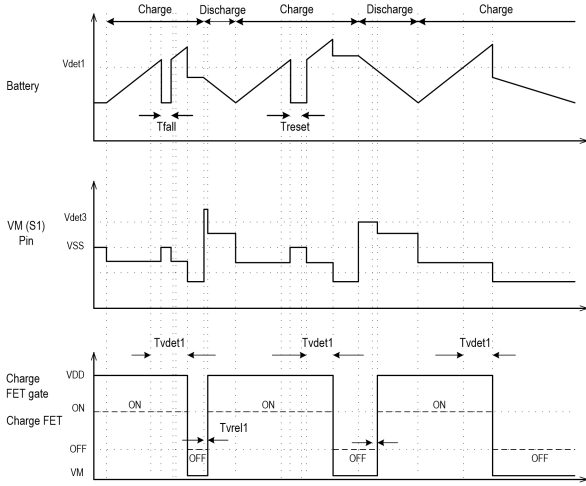 Charge Discharge Charge Discharge Charge
Vdet1
Battery
Tfall
Treset
Vdet3
VM (S1)
Pin
VSS
Tvdet1 Tvdet1 Tvdet1
VDD
Charge
FET gate
ON
ON ON ON
Charge FET
Tvrel1
OFF
OFF OFF OFF
VM